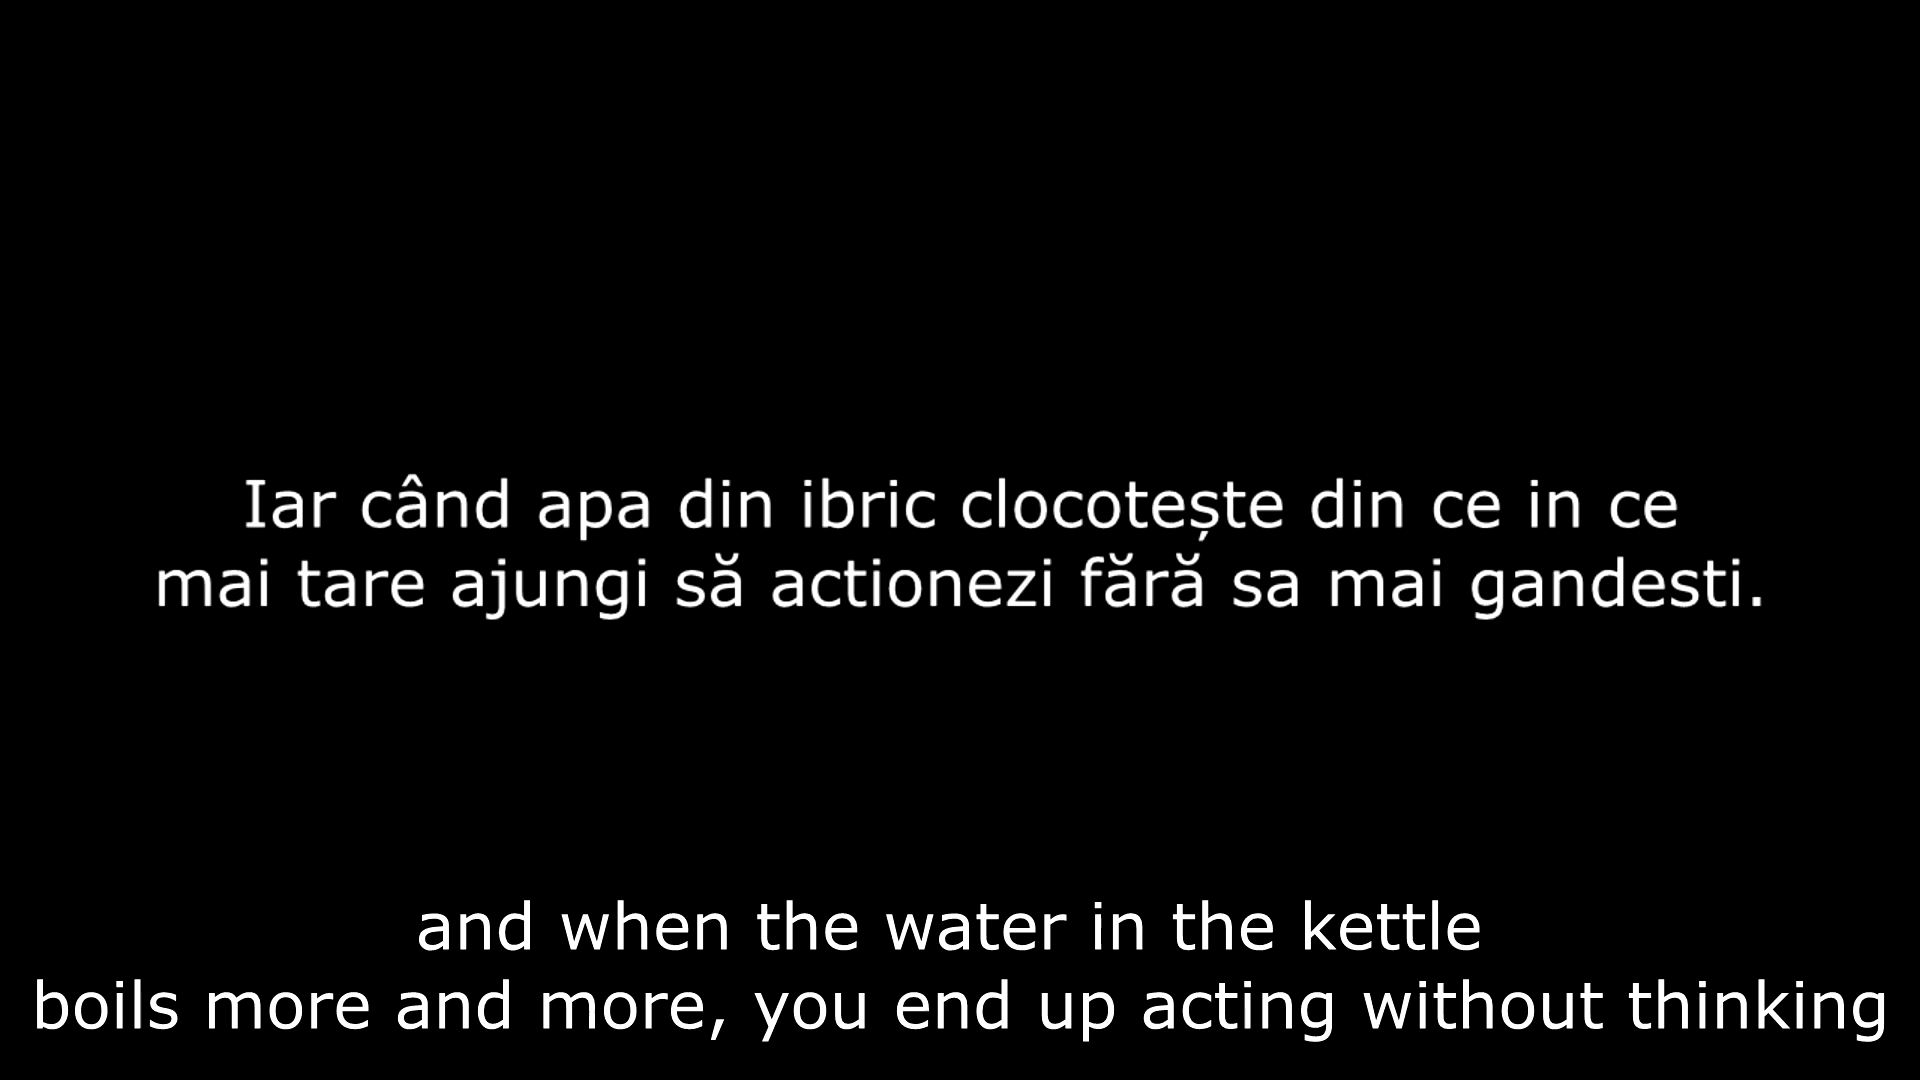 Iar când apa din ibric clocotește din ce in ce
mai tare ajungi să actionezi fără sa mai gandesti.
and when the water in the kettle
boils more and more, you end up acting without thinking